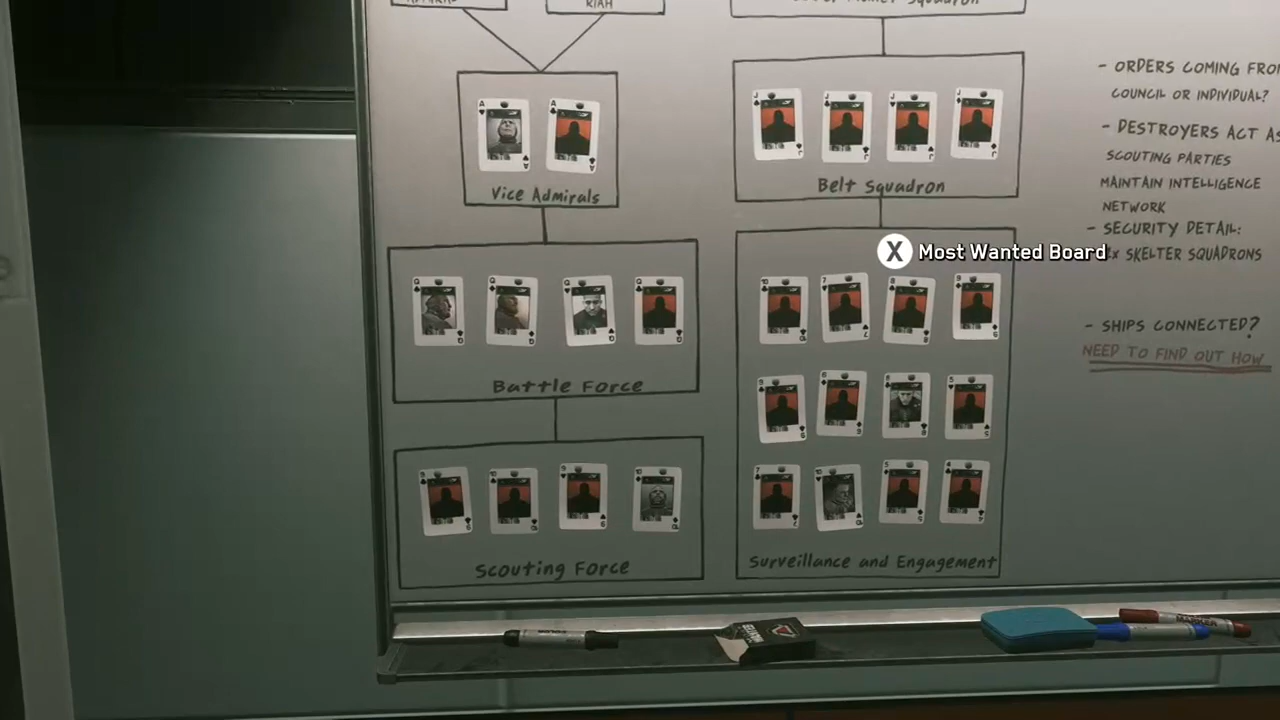 RIAH
Vice Admirals
Battle Force
Scouting Force
Belt Squadron
Surveillance and Engagement
X Most Wanted Board
- ORDERS COMING FROM
COUNCIL OR INDIVIDUAL?
- DESTROYERS ACT AS
SCOUTING PARTIES
MAINTAIN INTELLIGENCE
NETWORK
- SECURITY DETAIL:
SKELTER SQUADRONS
- SHIPS CONNECTED?
NEED TO FIND OUT HOW